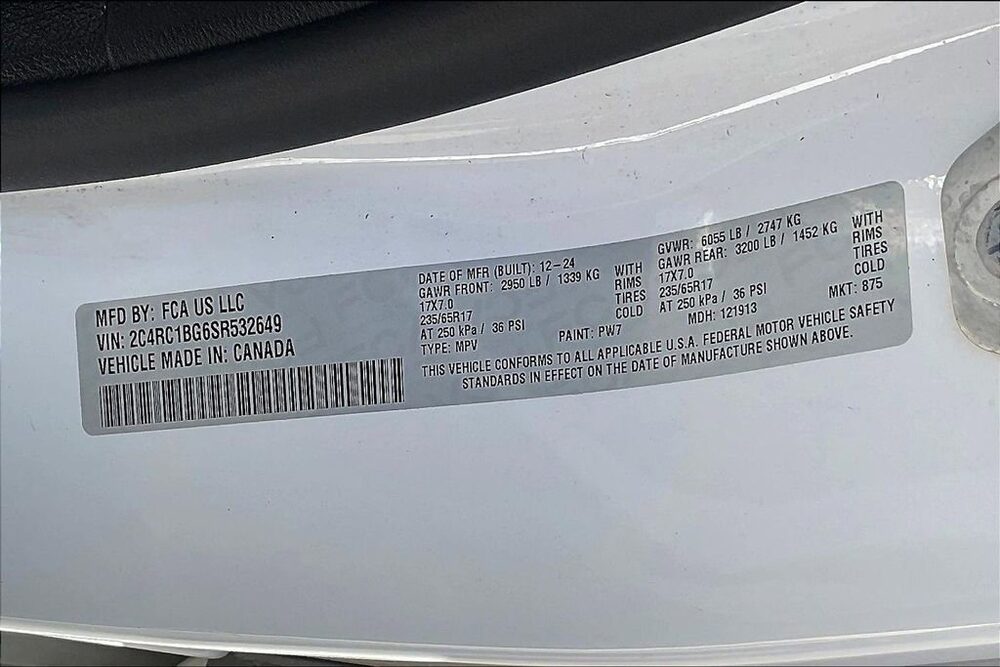 MFD BY: FCA US LLC
VIN: 2C4RC1BG6SR532649
VEHICLE MADE IN: CANADA
DATE OF MFR (BUILT): 12-24
GAWR FRONT: 2950 LB / 1339 KG WITH
17X7.0 RIMS
235/65R17 TIRES
AT 250 kPa / 36 PSI COLD
TYPE: MPV PAINT: PW7
GVWR: 6055 LB / 2747 KG
GAWR REAR: 3200 LB / 1452 KG WITH
17X7.0 RIMS
235/65R17 TIRES
AT 250 kPa / 36 PSI COLD
MDH: 121913 MKT: 875
THIS VEHICLE CONFORMS TO ALL APPLICABLE U.S.A. FEDERAL MOTOR VEHICLE SAFETY
STANDARDS IN EFFECT ON THE DATE OF MANUFACTURE SHOWN ABOVE.